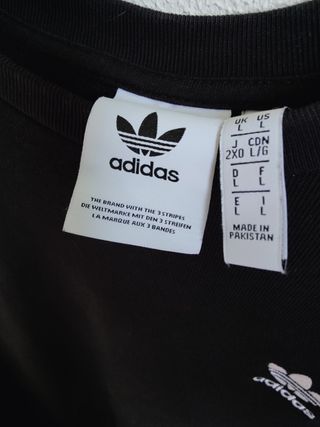 adidas
THE BRAND WITH THE 3 STRIPES
DIE WELTMARKE MIT DEN 3 STREIFEN
LA MARQUE AUX 3 BANDES
UK US
L L
J CDN
2XO L/G
D F
L L
E I
L L
MADE IN
PAKISTAN
adidas